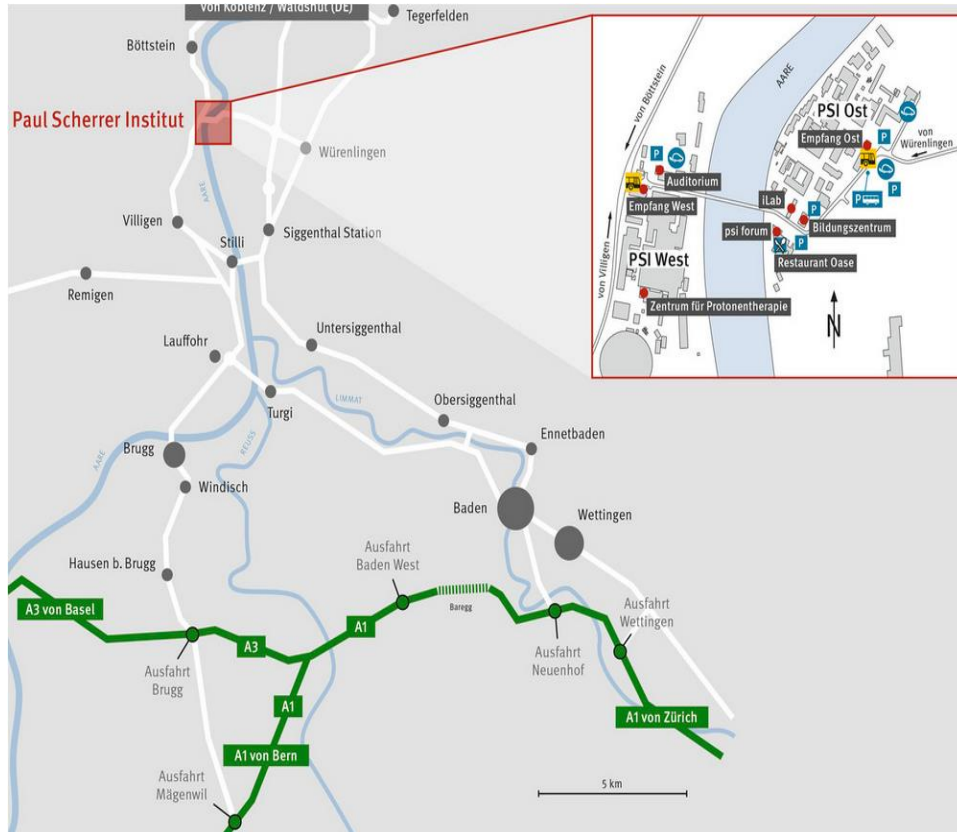 von Koblenz / Waldshut (DE)
Tegerfelden
Böttstein
Paul Scherrer Institut
Würenlingen
AARE
Villigen
Siggenthal Station
Stilli
Remigen
Untersiggenthal
Lauffohr
Turgi
LIMMAT
Obersiggenthal
Ennetbaden
Brugg
AARE
REUSS
Windisch
Baden
Wettingen
Hausen b. Brugg
Ausfahrt
Baden West
A3 von Basel
A3
A1
Baregg
Ausfahrt
Wettingen
Ausfahrt
Brugg
Ausfahrt
Neuenhof
A1
A1 von Zürich
A1 von Bern
Ausfahrt
Mägenwil
5 km
von Böttstein
AARE
PSI Ost
Empfang Ost
P
von
Würenlingen
P
Auditorium
Empfang West
iLab
P
P
P
Bildungszentrum
psi forum
P
Restaurant Oase
PSI West
von Villigen
Zentrum für Protonentherapie
N